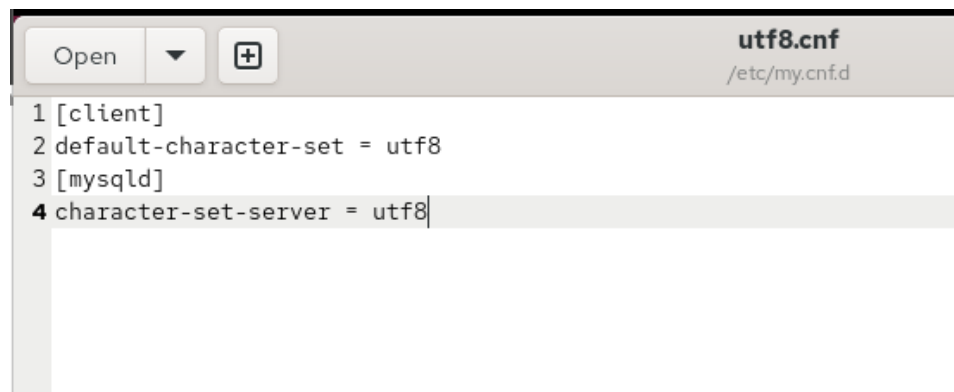 Open
utf8.cnf
/etc/my.cnf.d
1 [client]
2 default-character-set = utf8
3 [mysqld]
4 character-set-server = utf8